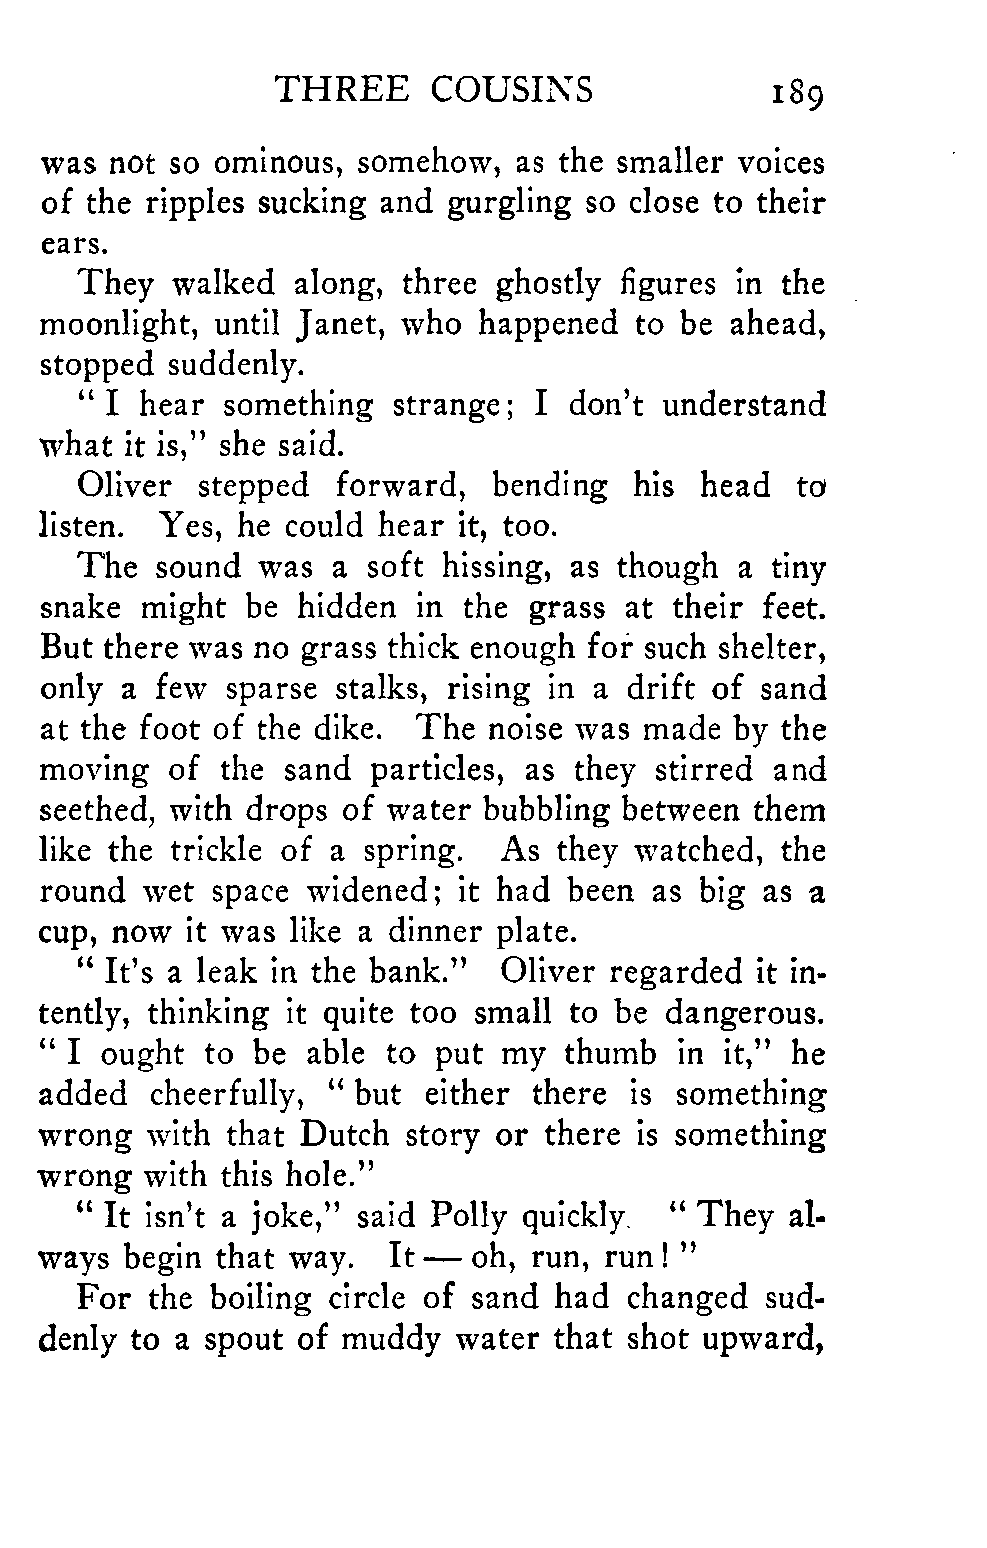 THREE COUSINS 189
was not so ominous, somehow, as the smaller voices
of the ripples sucking and gurgling so close to their
ears.
They walked along, three ghostly figures in the
moonlight, until Janet, who happened to be ahead,
stopped suddenly.
“ I hear something strange; I don't understand
what it is,” she said.
Oliver stepped forward, bending his head to
listen. Yes, he could hear it, too.
The sound was a soft hissing, as though a tiny
snake might be hidden in the grass at their feet.
But there was no grass thick enough for such shelter,
only a few sparse stalks, rising in a drift of sand
at the foot of the dike. The noise was made by the
moving of the sand particles, as they stirred and
seethed, with drops of water bubbling between them
like the trickle of a spring. As they watched, the
round wet space widened; it had been as big as a
cup, now it was like a dinner plate.
“ It's a leak in the bank.” Oliver regarded it in-
tently, thinking it quite too small to be dangerous.
“ I ought to be able to put my thumb in it,” he
added cheerfully, “ but either there is something
wrong with that Dutch story or there is something
wrong with this hole.”
“ It isn't a joke,” said Polly quickly. “ They al-
ways begin that way. It — oh, run, run! ”
For the boiling circle of sand had changed sud-
denly to a spout of muddy water that shot upward,